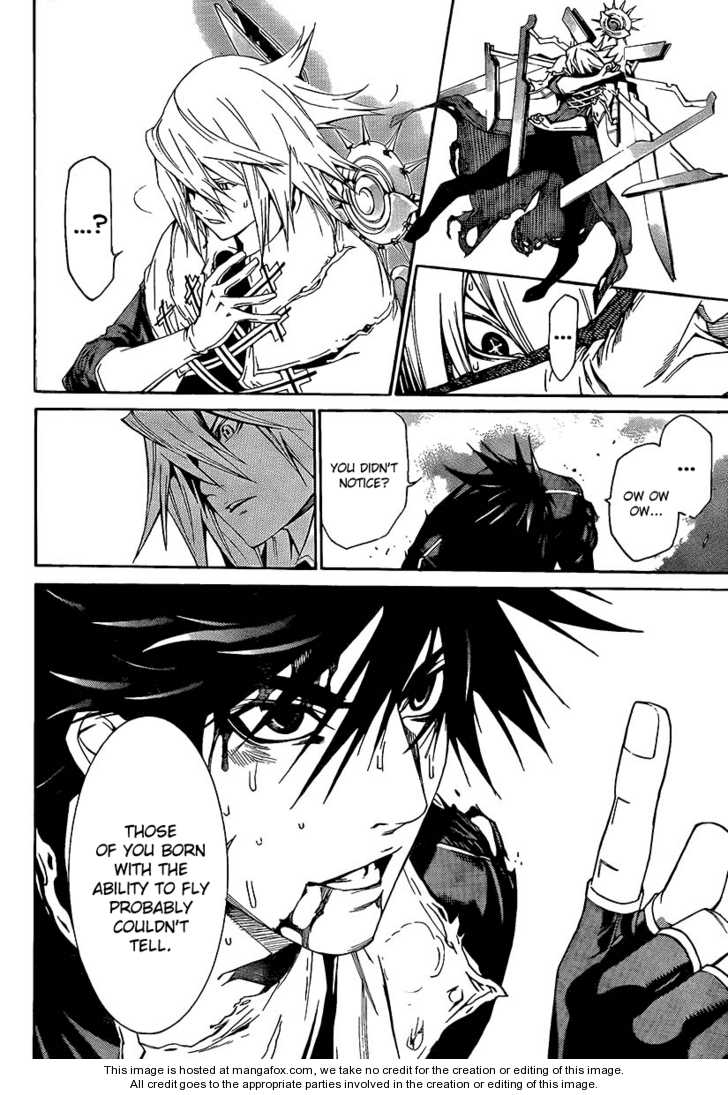 ...
...?
...
OW OW
OW...
YOU DIDN'T
NOTICE?
THOSE
OF YOU BORN
WITH THE
ABILITY TO FLY
PROBABLY
COULDN'T
TELL.
This image is hosted at mangafox.com, we take no credit for the creation or editing of this image.
All credit goes to the appropriate parties involved in the creation or editing of this image.